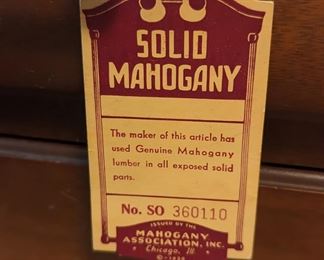 SOLID
MAHOGANY
The maker of this article has
used Genuine Mahogany
lumber in all exposed solid
parts.
No. SO 360110
ISSUED BY THE
MAHOGANY
ASSOCIATION, INC.
Chicago, Ill.